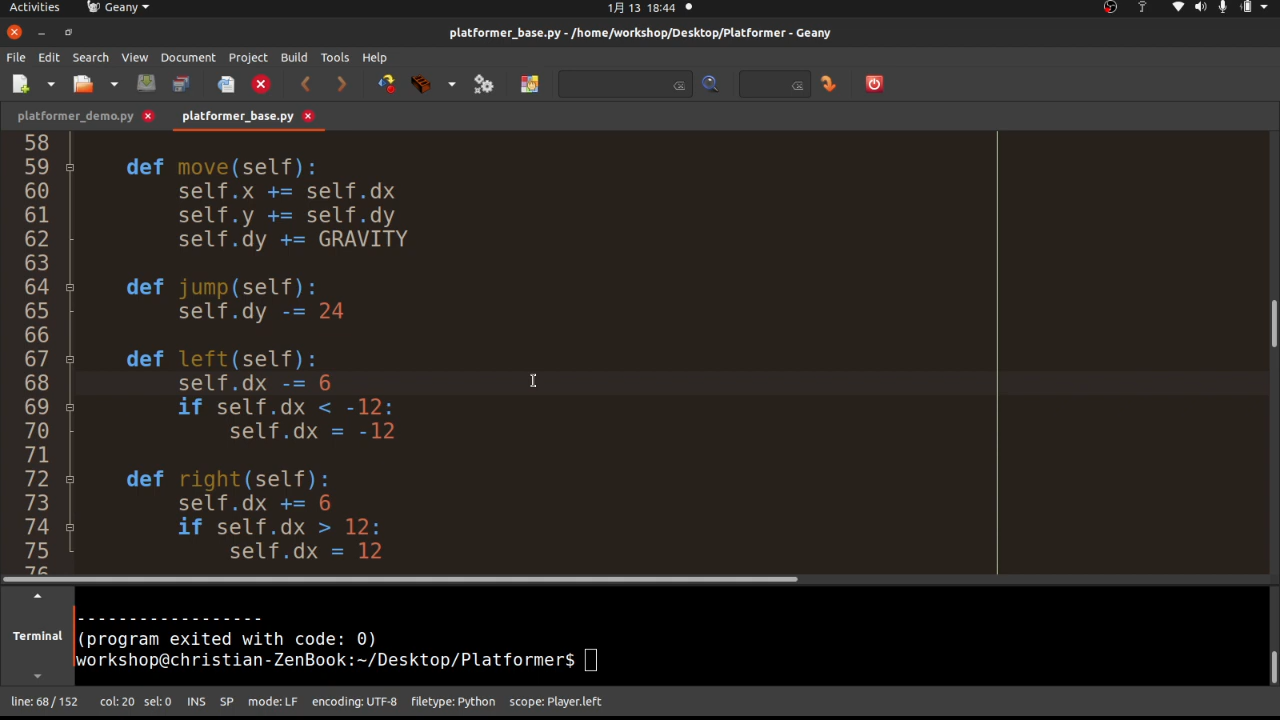 Activities Geany 1月 13 18:44
platformer_base.py - /home/workshop/Desktop/Platformer - Geany
File Edit Search View Document Project Build Tools Help
platformer_demo.py platformer_base.py
58
59 def move(self):
60 self.x += self.dx
61 self.y += self.dy
62 self.dy += GRAVITY
63
64 def jump(self):
65 self.dy -= 24
66
67 def left(self):
68 self.dx -= 6
69 if self.dx < -12:
70 self.dx = -12
71
72 def right(self):
73 self.dx += 6
74 if self.dx > 12:
75 self.dx = 12
76
------------------
(program exited with code: 0)
Terminal
workshop@christian-ZenBook:~/Desktop/Platformer$
line: 68 / 152 col: 20 sel: 0 INS SP mode: LF encoding: UTF-8 filetype: Python scope: Player.left